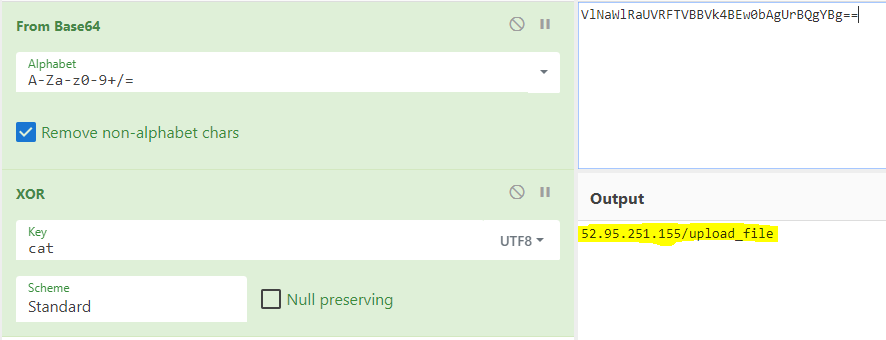 From Base64
Alphabet
A-Za-z0-9+/=
Remove non-alphabet chars
XOR
Key
cat
UTF8
Scheme
Standard
Null preserving
VlNaWlRaUVRFTVBBVk4BEw0bAgUrBQgYBg==
Output
52.95.251.155/upload_file